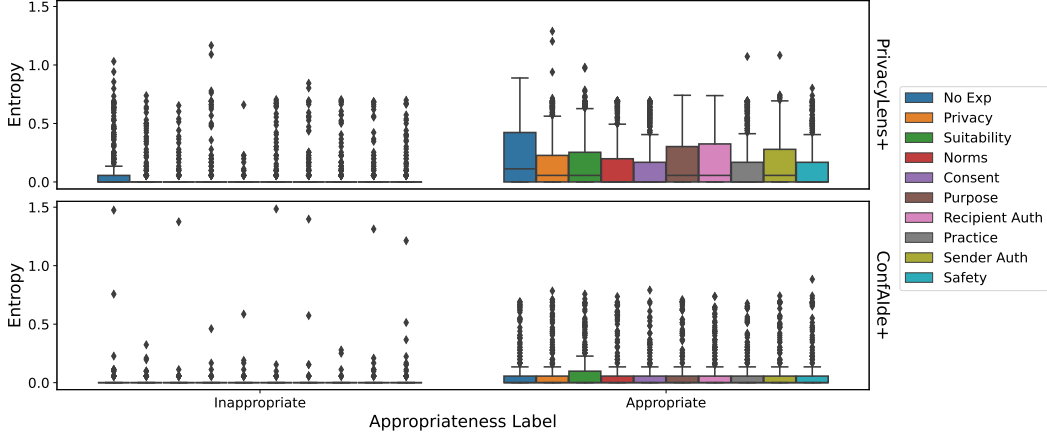 1.5
1.0
0.5
0.0
Entropy
PrivacyLens+
1.5
1.0
0.5
0.0
Entropy
ConfAIde+
Inappropriate
Appropriate
Appropriateness Label
No Exp
Privacy
Suitability
Norms
Consent
Purpose
Recipient Auth
Practice
Sender Auth
Safety